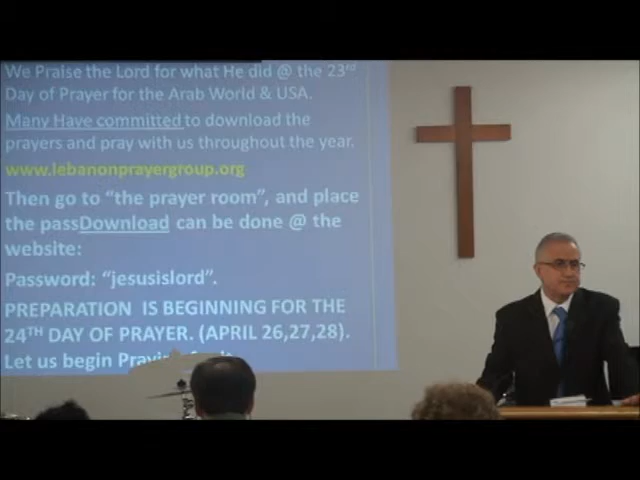 We Praise the Lord for what He did @ the 23rd
Day of Prayer for the Arab World & USA.
Many Have committed to download the
prayers and pray with us throughout the year.
www.lebanonprayergroup.org
Then go to “the prayer room”, and place
the passDownload can be done @ the
website:
Password: “jesusislord”.
PREPARATION IS BEGINNING FOR THE
24TH DAY OF PRAYER. (APRIL 26,27,28).
Let us begin